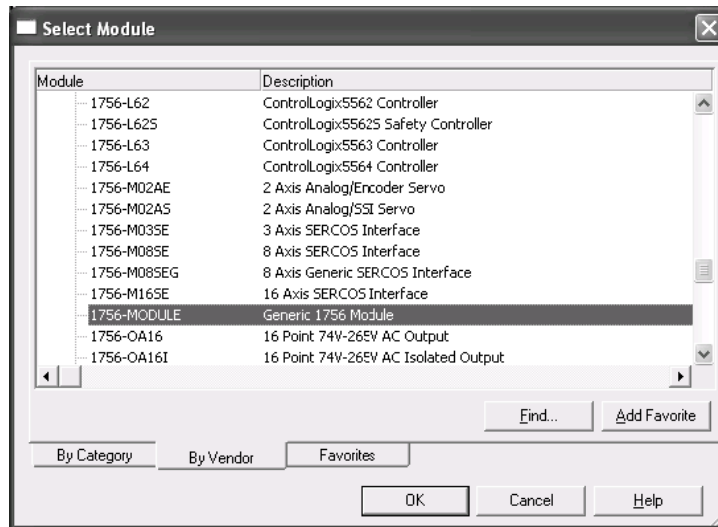 Select Module
Module Description
1756-L62 ControlLogix5562 Controller
1756-L62S ControlLogix5562S Safety Controller
1756-L63 ControlLogix5563 Controller
1756-L64 ControlLogix5564 Controller
1756-M02AE 2 Axis Analog/Encoder Servo
1756-M02AS 2 Axis Analog/SSI Servo
1756-M03SE 3 Axis SERCOS Interface
1756-M08SE 8 Axis SERCOS Interface
1756-M08SEG 8 Axis Generic SERCOS Interface
1756-M16SE 16 Axis SERCOS Interface
1756-MODULE Generic 1756 Module
1756-OA16 16 Point 74V-265V AC Output
1756-OA16I 16 Point 74V-265V AC Isolated Output
Find... Add Favorite
By Category By Vendor Favorites
OK Cancel Help